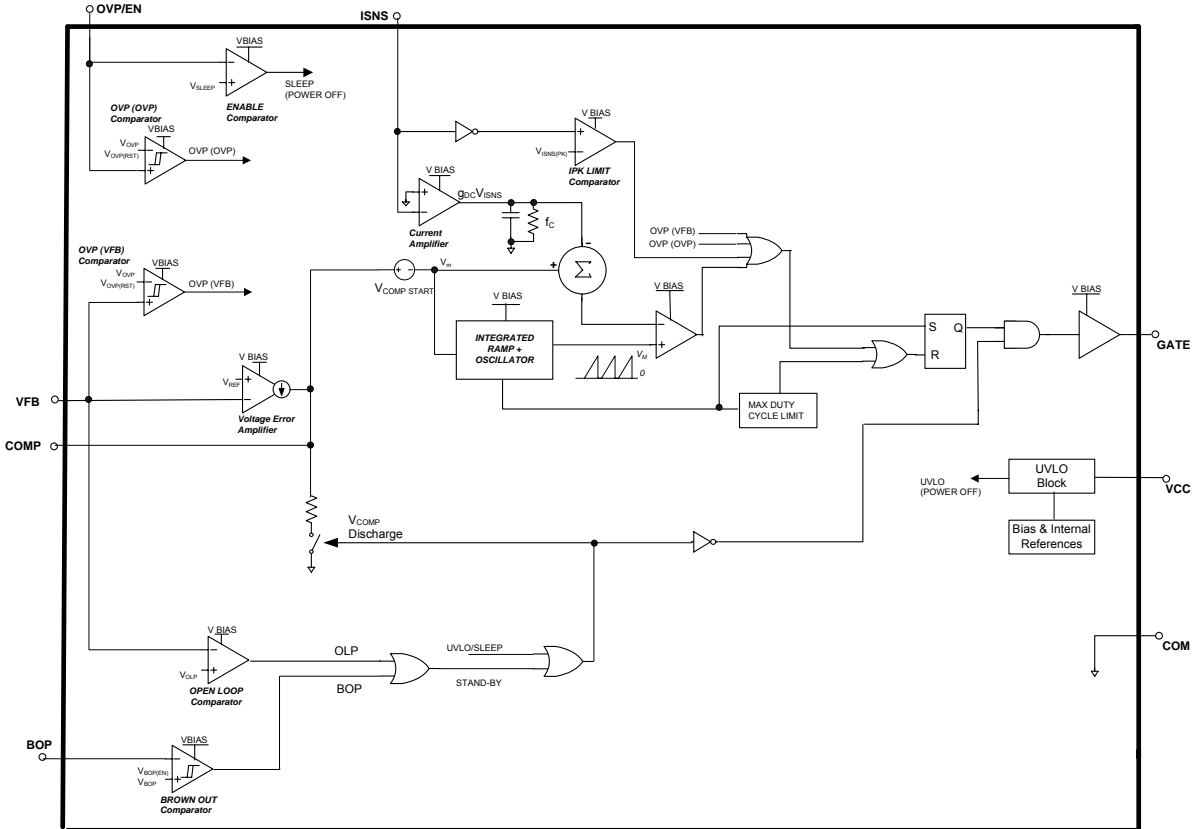 OVP/EN
ISNS
VBIAS
VSLEEP
SLEEP
(POWER OFF)
ENABLE
Comparator
OVP (OVP)
Comparator
VBIAS
VOVP
VOVP(RST)
OVP (OVP)
V BIAS
VISNS(PK)
IPK LIMIT
Comparator
V BIAS
gDCVISNS
fC
Current
Amplifier
OVP (VFB)
OVP (OVP)
OVP (VFB)
Comparator
VBIAS
VOVP
VOVP(RST)
OVP (VFB)
Vm
VCOMP START
+
-
Σ
V BIAS
INTEGRATED
RAMP +
OSCILLATOR
V BIAS
VM
0
S
Q
R
V BIAS
GATE
MAX DUTY
CYCLE LIMIT
V BIAS
VREF
VFB
Voltage Error
Amplifier
COMP
UVLO
(POWER OFF)
UVLO
Block
VCC
Bias & Internal
References
VCOMP
Discharge
COM
V BIAS
VOLP
OPEN LOOP
Comparator
OLP
BOP
UVLO/SLEEP
STAND-BY
BOP
VBIAS
VBOP(EN)
VBOP
BROWN OUT
Comparator